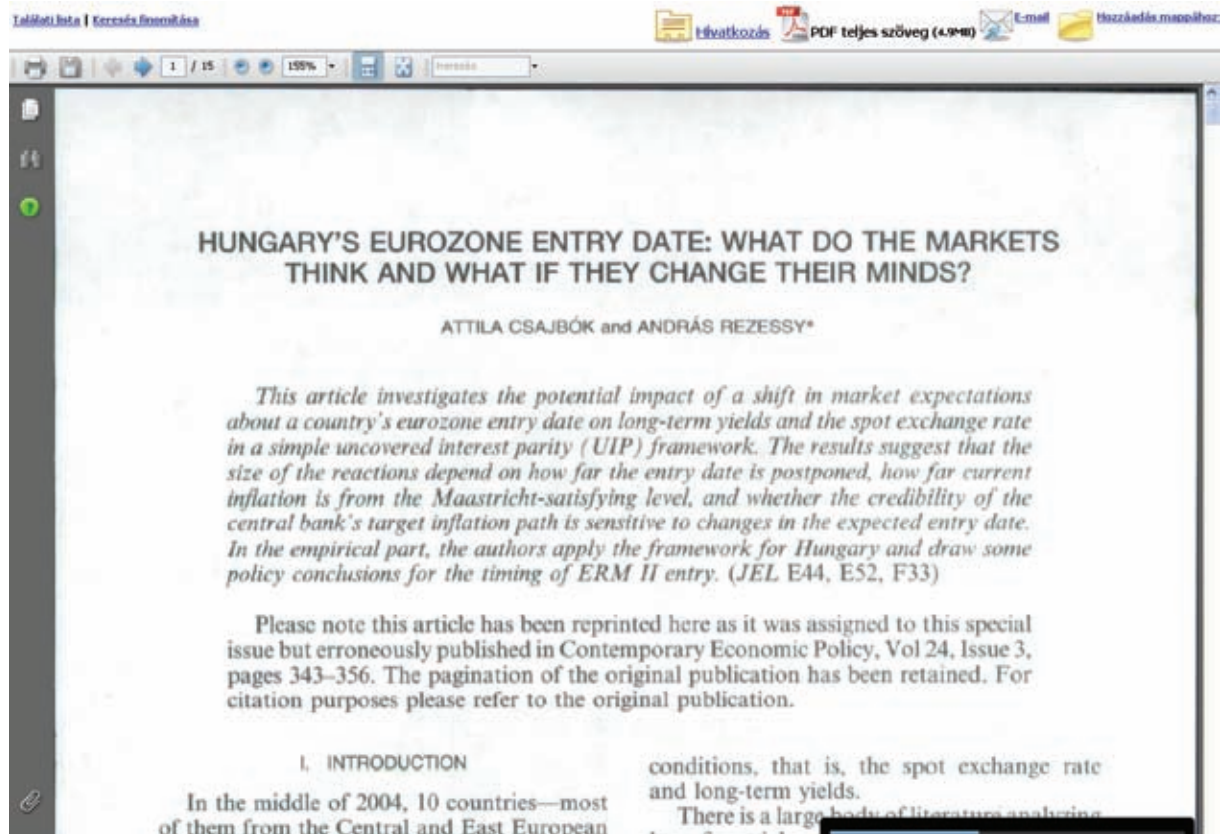 Találati lista | Keresés finomítása
Hivatkozás PDF teljes szöveg (4.9MB) E-mail Hozzáadás mappához:
1 / 15 155% keresés
HUNGARY'S EUROZONE ENTRY DATE: WHAT DO THE MARKETS
THINK AND WHAT IF THEY CHANGE THEIR MINDS?
ATTILA CSAJBÓK and ANDRÁS REZESSY*
This article investigates the potential impact of a shift in market expectations
about a country's eurozone entry date on long-term yields and the spot exchange rate
in a simple uncovered interest parity (UIP) framework. The results suggest that the
size of the reactions depend on how far the entry date is postponed, how far current
inflation is from the Maastricht-satisfying level, and whether the credibility of the
central bank's target inflation path is sensitive to changes in the expected entry date.
In the empirical part, the authors apply the framework for Hungary and draw some
policy conclusions for the timing of ERM II entry. (JEL E44, E52, F33)
Please note this article has been reprinted here as it was assigned to this special
issue but erroneously published in Contemporary Economic Policy, Vol 24, Issue 3,
pages 343–356. The pagination of the original publication has been retained. For
citation purposes please refer to the original publication.
I. INTRODUCTION
In the middle of 2004, 10 countries—most
of them from the Central and East European
conditions, that is, the spot exchange rate
and long-term yields.
There is a large body of literature analyzing